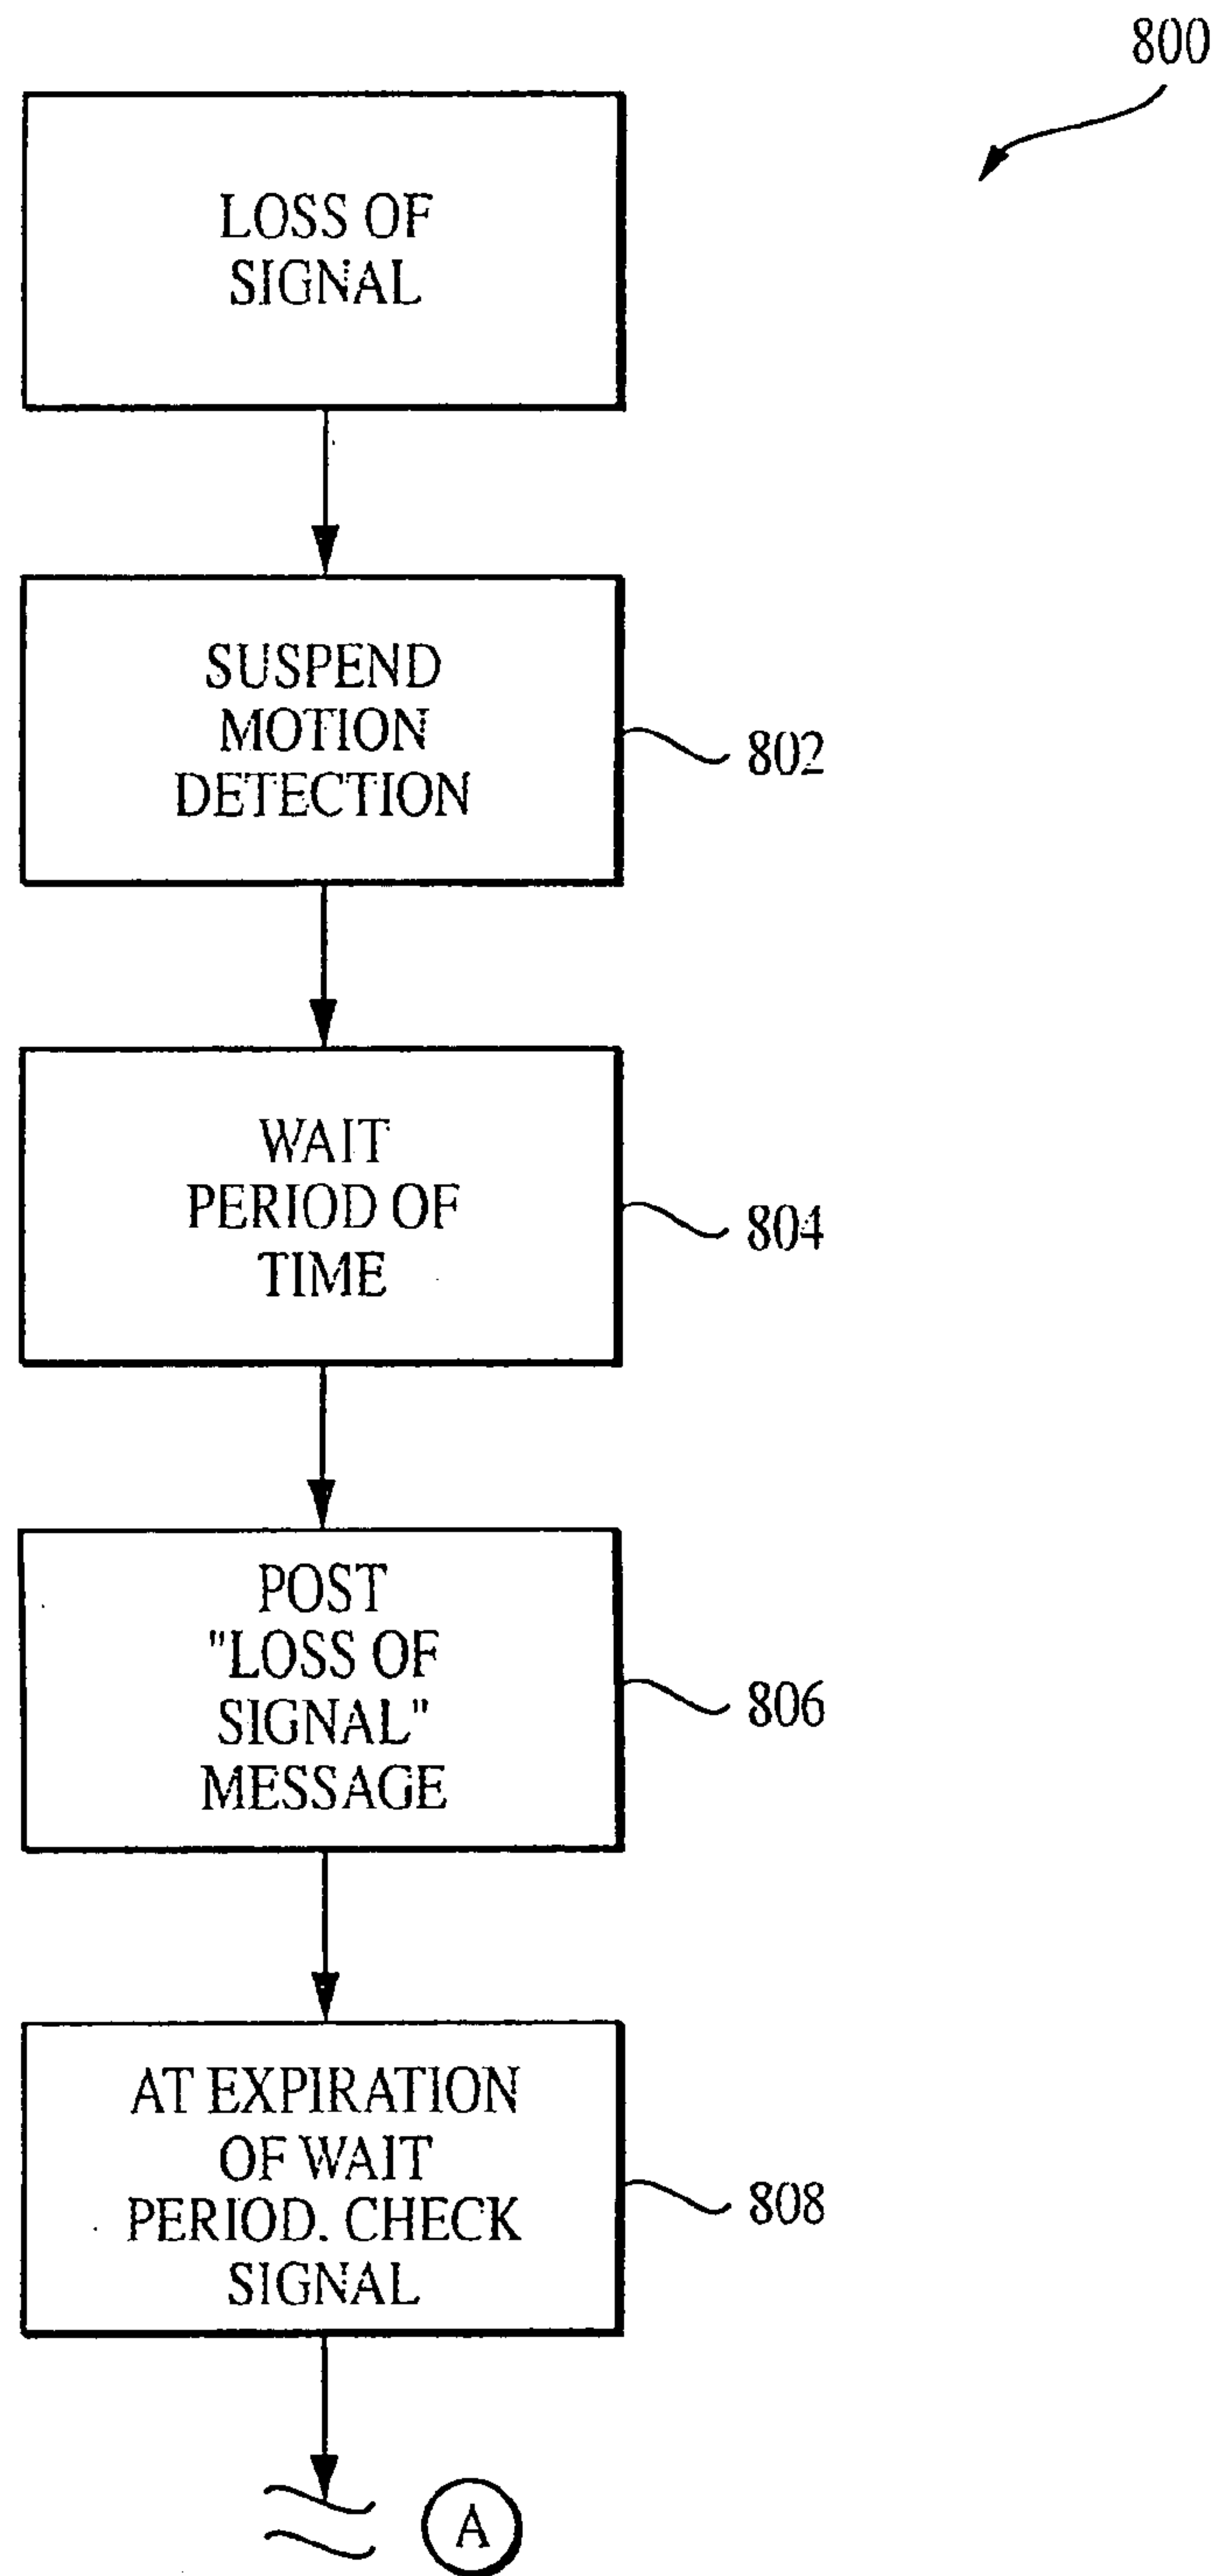 800
LOSS OF
SIGNAL
SUSPEND
MOTION
DETECTION
802
WAIT
PERIOD OF
TIME
804
POST
"LOSS OF
SIGNAL"
MESSAGE
806
AT EXPIRATION
OF WAIT
PERIOD. CHECK
SIGNAL
808
A